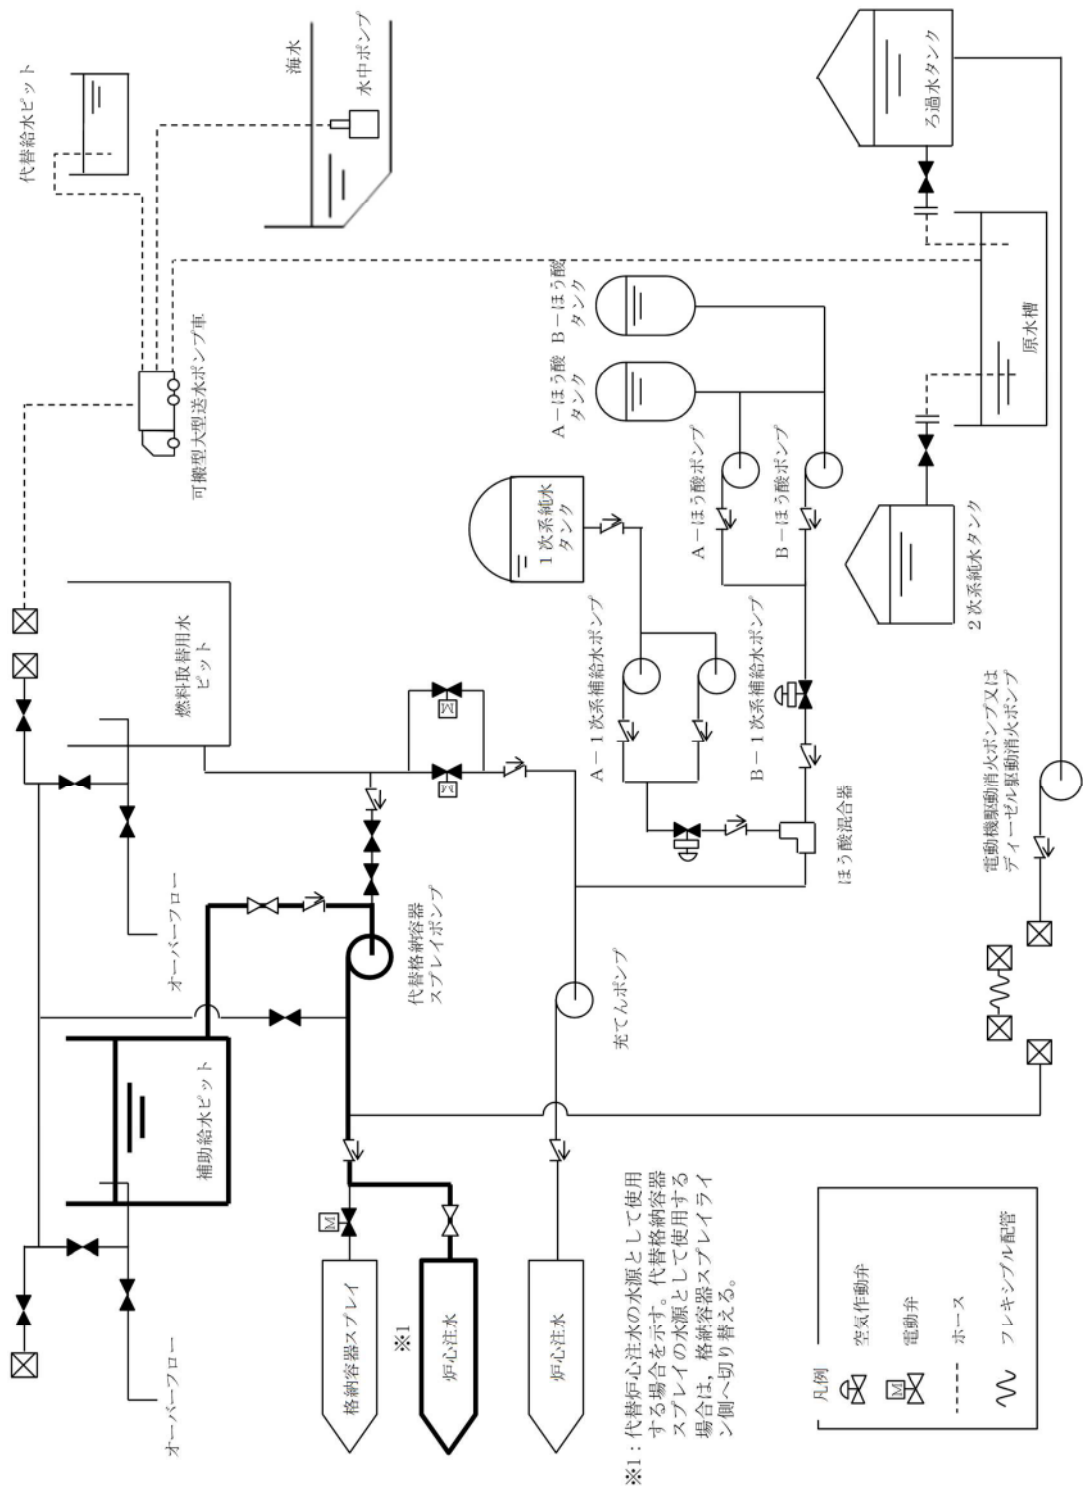 代替給水ピット
海水
水中ポンプ
可搬型大型送水ポンプ車
ろ過水タンク
原水槽
2次系純水タンク
A－ほう酸
タンク
B－ほう酸
タンク
A－ほう酸ポンプ
B－ほう酸ポンプ
1次系純水
タンク
A－1次系補給水ポンプ
B－1次系補給水ポンプ
ほう酸混合器
燃料取替用水
ピット
M
M
オーバーフロー
代替格納容器
スプレイポンプ
充てんポンプ
電動機駆動消火ポンプ又は
ディーゼル駆動消火ポンプ
補助給水ピット
オーバーフロー
M
格納容器スプレイ
※1
炉心注水
炉心注水
※1：代替炉心注水の水源として使用
する場合を示す。代替格納容器
スプレイの水源として使用する
場合は，格納容器スプレイライ
ン側へ切り替える。
凡例
空気作動弁
M
電動弁
ホース
フレキシブル配管